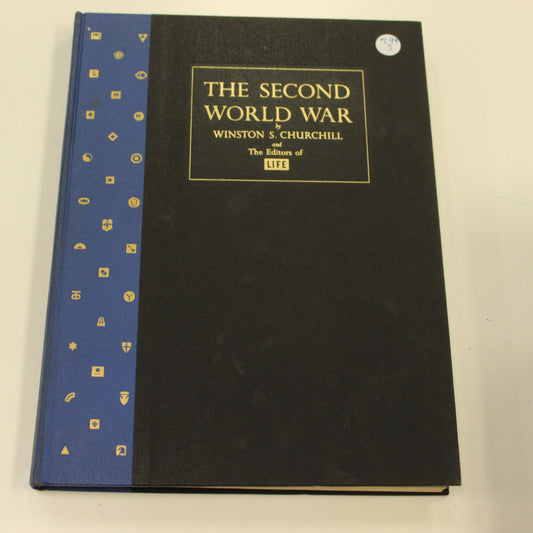 THE SECOND
WORLD WAR
by
WINSTON S. CHURCHILL
and
The Editors of
LIFE